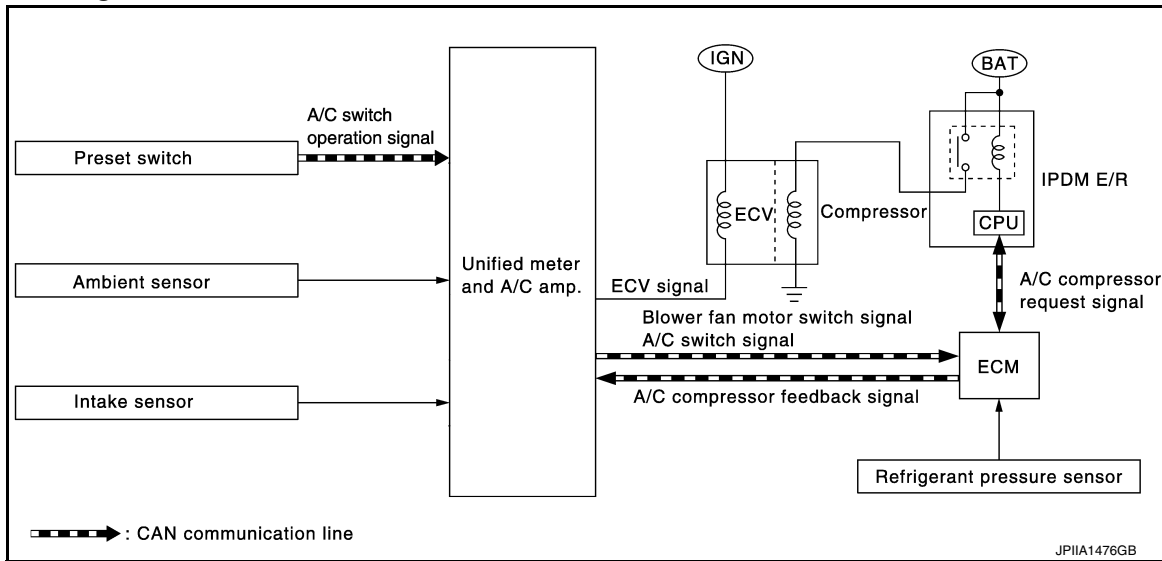 IGN
BAT
A/C switch
operation signal
Preset switch
IPDM E/R
ECV
Compressor
CPU
Ambient sensor
Unified meter
and A/C amp.
ECV signal
A/C compressor
request signal
Blower fan motor switch signal
A/C switch signal
ECM
Intake sensor
A/C compressor feedback signal
Refrigerant pressure sensor
: CAN communication line
JPIIA1476GB